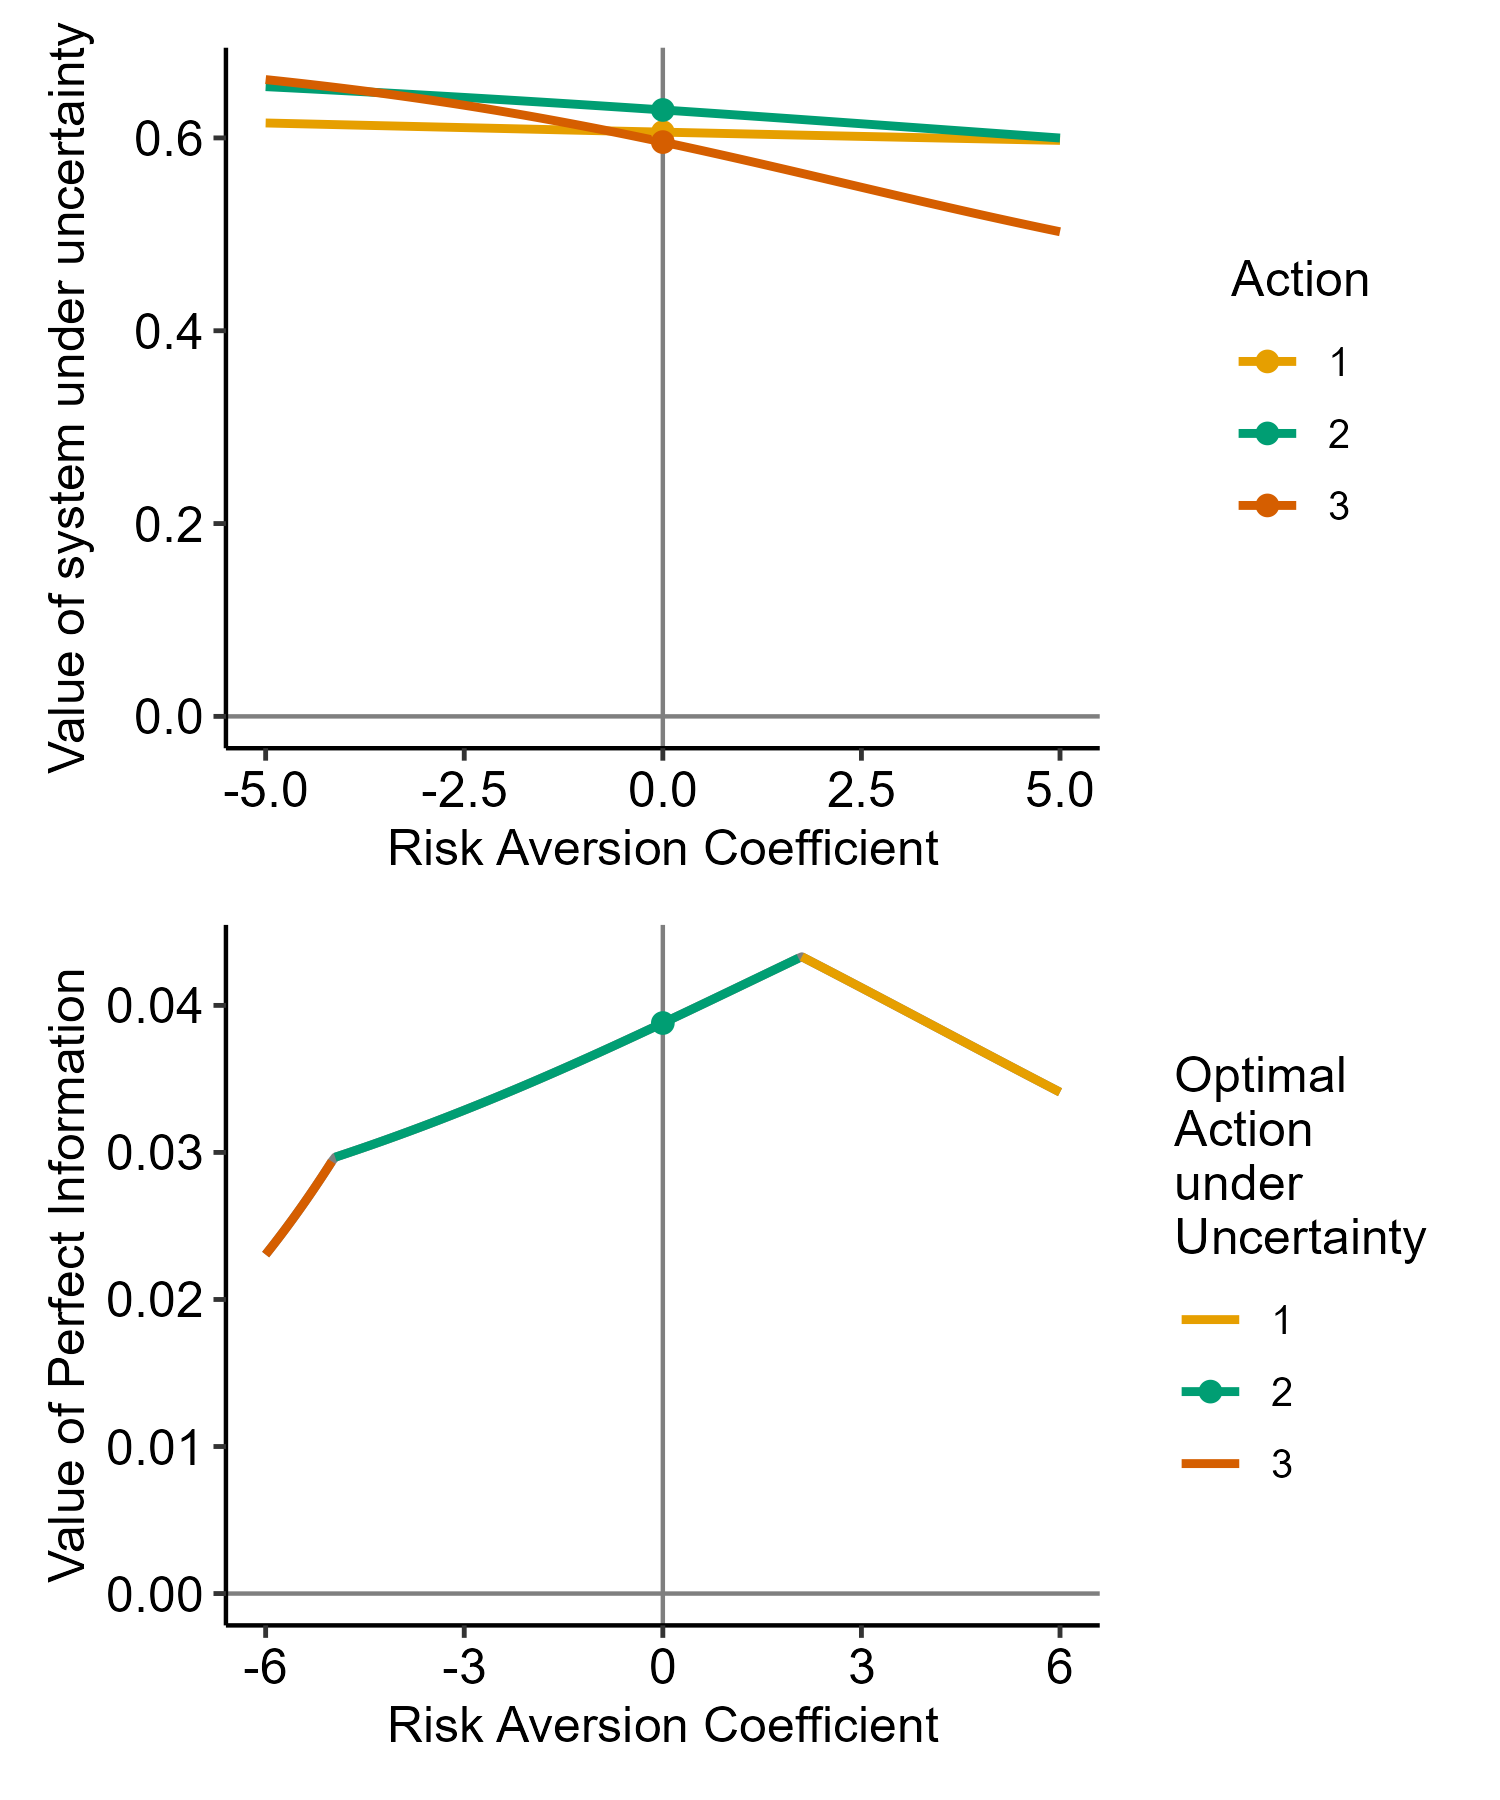 Value of system under uncertainty
0.6
0.4
0.2
0.0
-5.0 -2.5 0.0 2.5 5.0
Risk Aversion Coefficient
Action
1
2
3
Value of Perfect Information
0.04
0.03
0.02
0.01
0.00
-6 -3 0 3 6
Risk Aversion Coefficient
Optimal
Action
under
Uncertainty
1
2
3